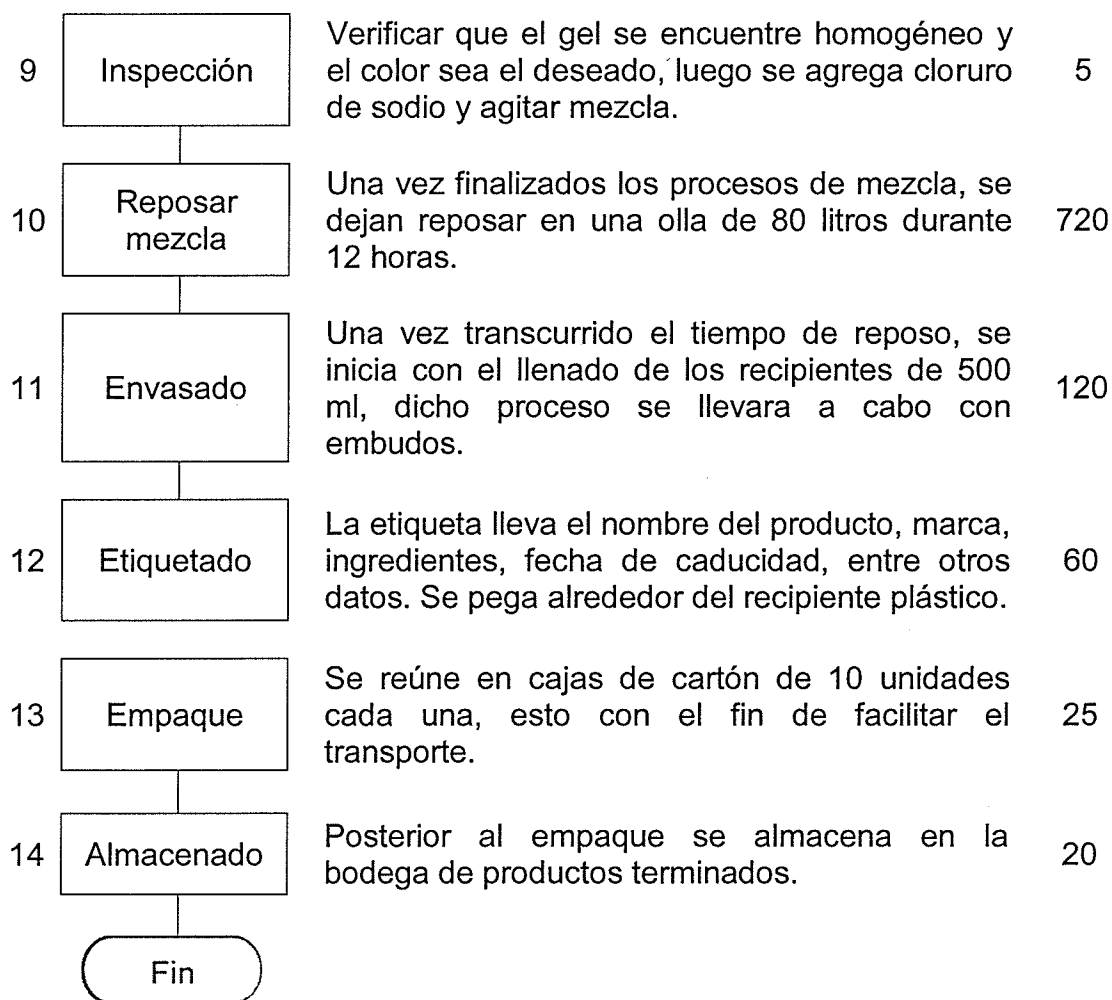 9 Inspección Verificar que el gel se encuentre homogéneo y
el color sea el deseado, luego se agrega cloruro
de sodio y agitar mezcla. 5
10 Reposar
mezcla
Una vez finalizados los procesos de mezcla, se
dejan reposar en una olla de 80 litros durante
12 horas. 720
11 Envasado
Una vez transcurrido el tiempo de reposo, se
inicia con el llenado de los recipientes de 500
ml, dicho proceso se llevara a cabo con
embudos. 120
12 Etiquetado
La etiqueta lleva el nombre del producto, marca,
ingredientes, fecha de caducidad, entre otros
datos. Se pega alrededor del recipiente plástico. 60
13 Empaque
Se reúne en cajas de cartón de 10 unidades
cada una, esto con el fin de facilitar el
transporte. 25
14 Almacenado
Posterior al empaque se almacena en la
bodega de productos terminados. 20
Fin